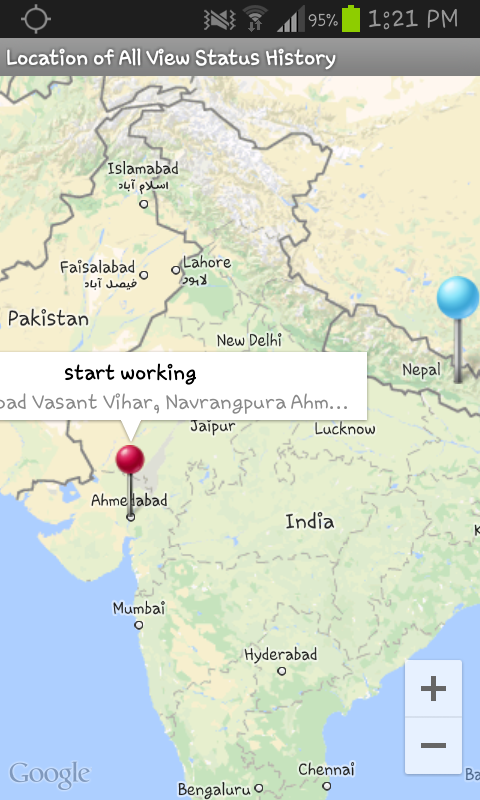 95% 1:21 PM
Location of All View Status History
Islamabad
اسلام آباد
Faisalabad
فیصد آباد
Lahore
لاہور
Pakistan
New Delhi
Nepal
start working
oad Vasant Vihar, Navrangpura Ahm...
Jaipur
Lucknow
Ahmedabad
India
K
Mumbai
Hyderabad
Google
Bengaluru
Chennai
Ba